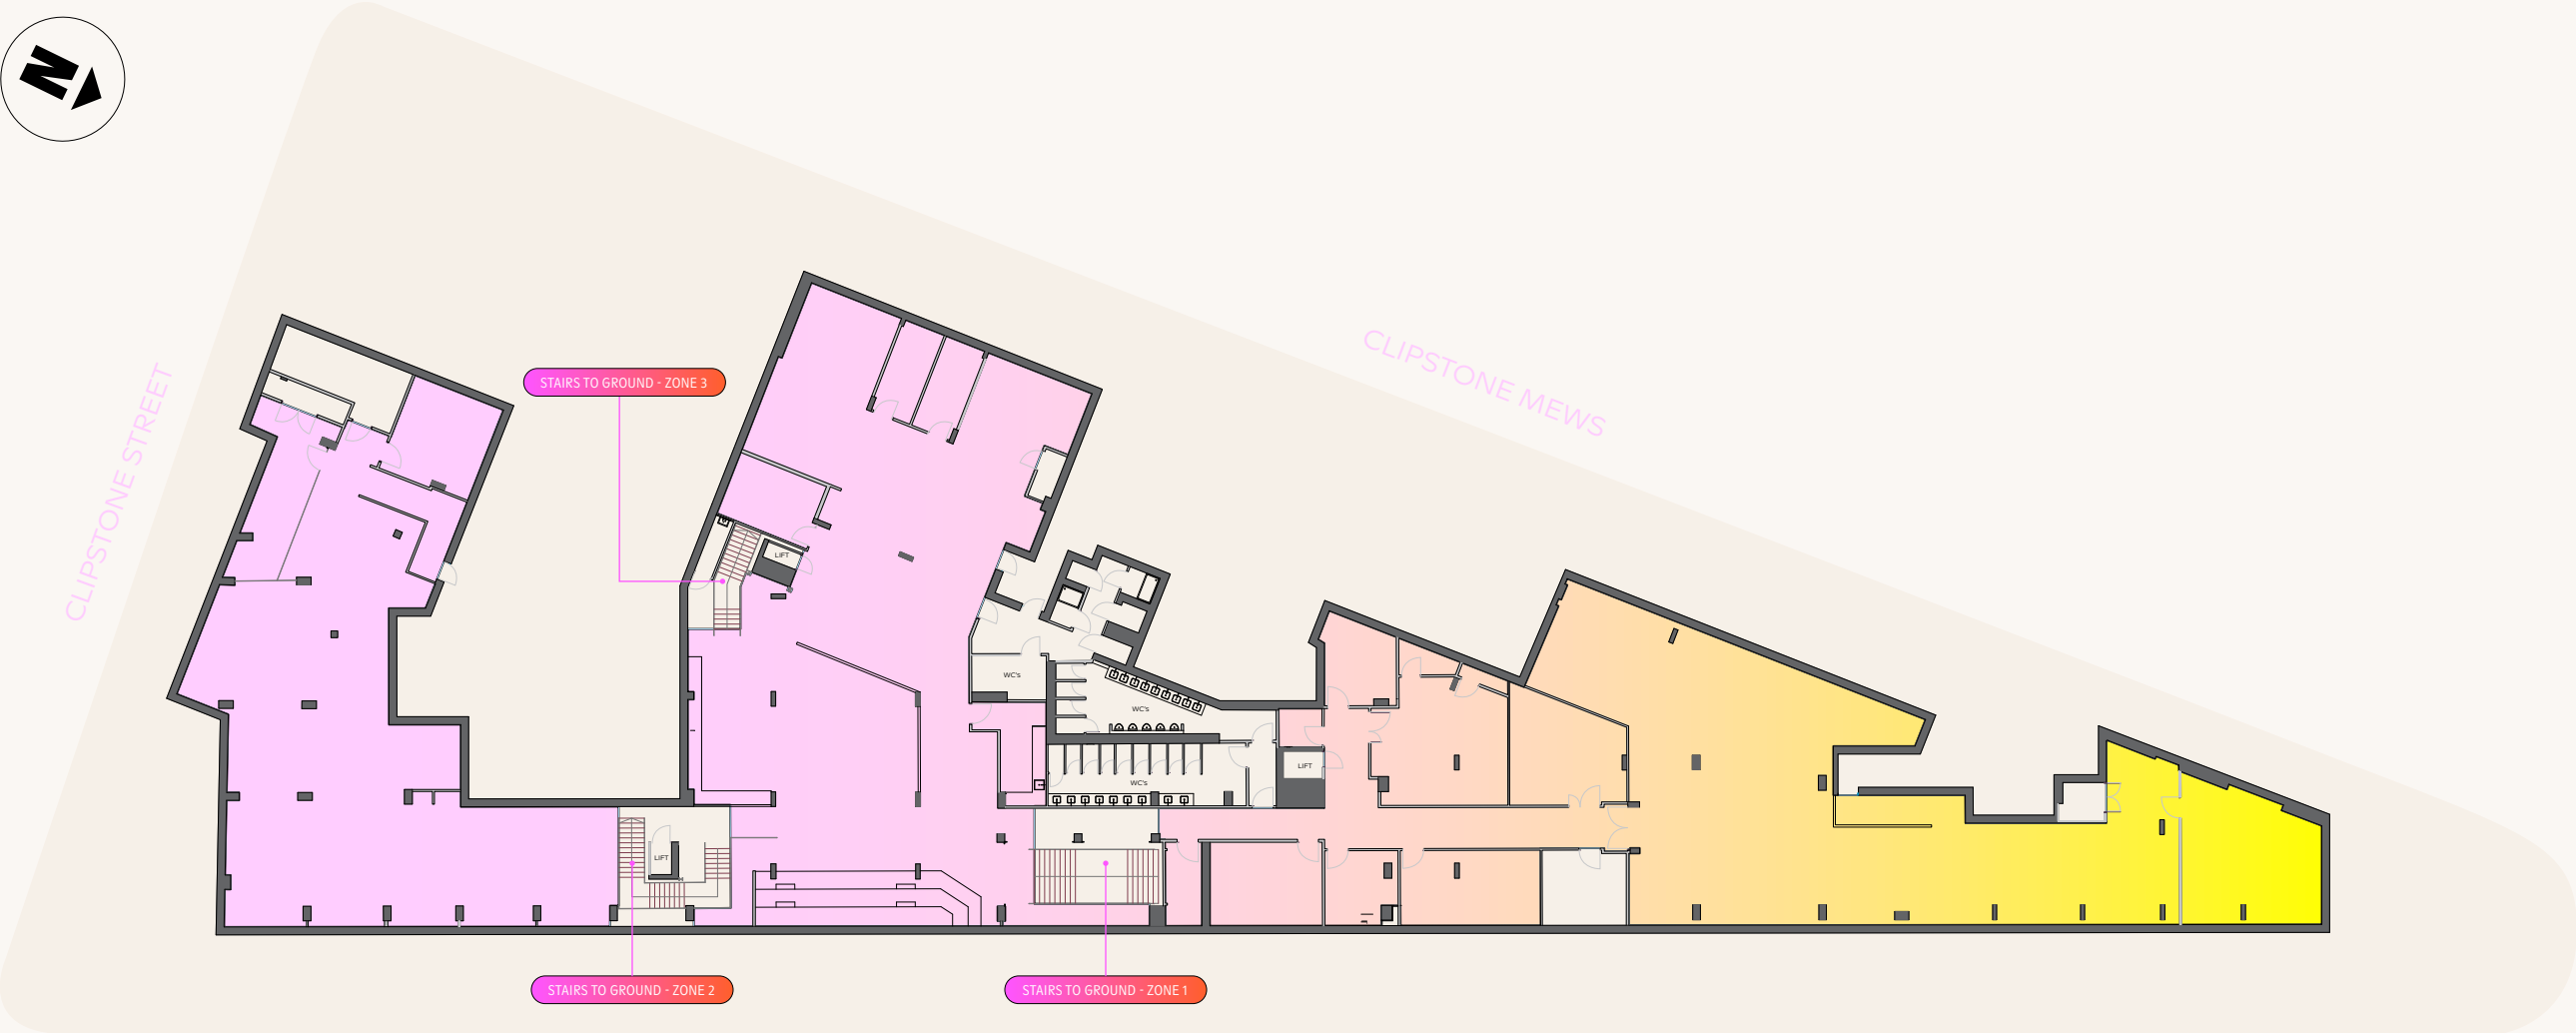 N
CLIPSTONE STREET
CLIPSTONE MEWS
STAIRS TO GROUND - ZONE 3
LIFT
WC's
WC's
LIFT
WC's
LIFT
STAIRS TO GROUND - ZONE 2
STAIRS TO GROUND - ZONE 1